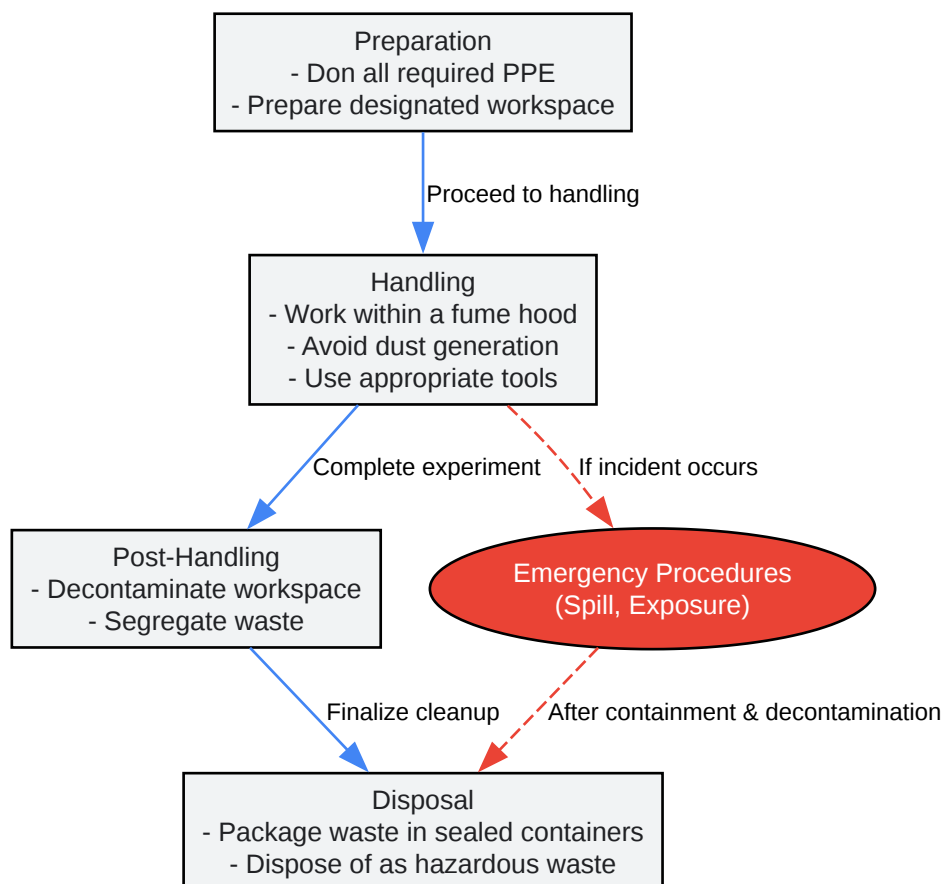 Preparation
- Don all required PPE
- Prepare designated workspace
Proceed to handling
Handling
- Work within a fume hood
- Avoid dust generation
- Use appropriate tools
Complete experiment
If incident occurs
Post-Handling
- Decontaminate workspace
- Segregate waste
Emergency Procedures
(Spill, Exposure)
Finalize cleanup
After containment & decontamination
Disposal
- Package waste in sealed containers
- Dispose of as hazardous waste